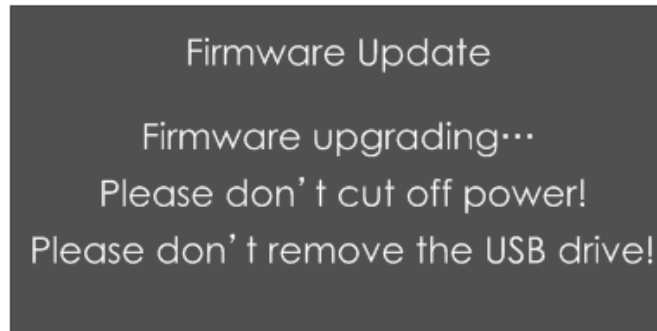 Firmware Update
Firmware upgrading⋯
Please don’t cut off power!
Please don’t remove the USB drive!